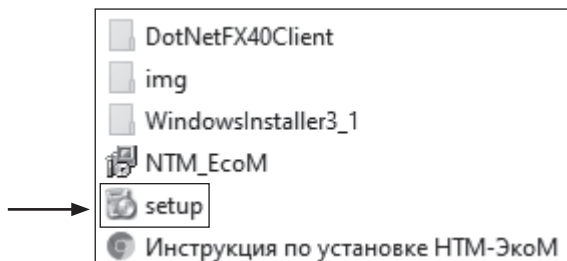 DotNetFX40Client
img
WindowsInstaller3_1
NTM_EcoM
setup
Инструкция по установке НТМ-ЭкоМ